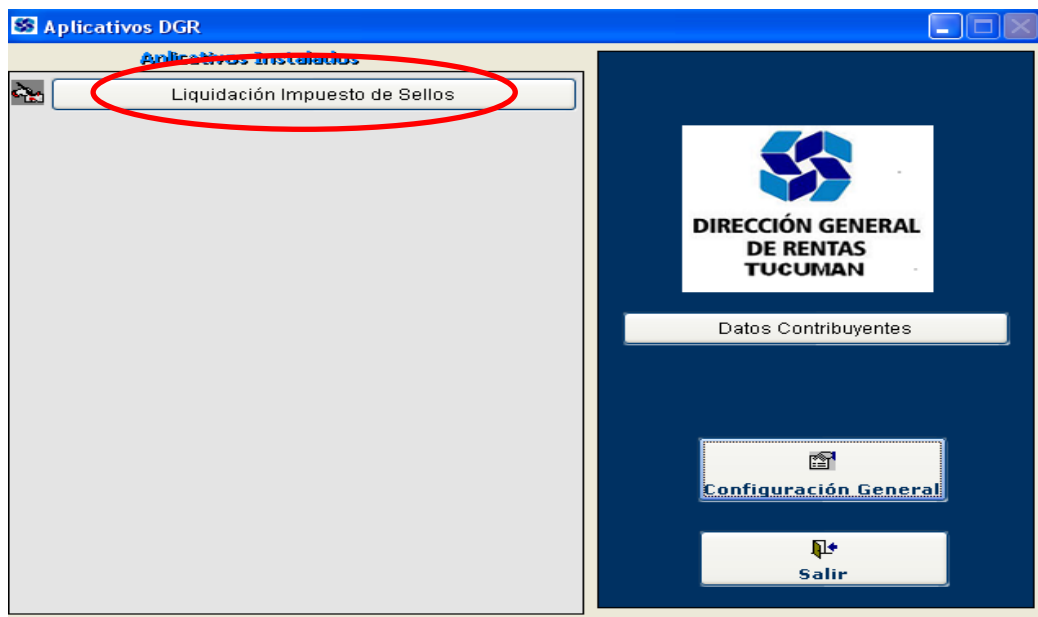 Aplicativos DGR
Aplicativos Instalados
Liquidación Impuesto de Sellos
DIRECCIÓN GENERAL
DE RENTAS
TUCUMAN
Datos Contribuyentes
Configuración General
Salir